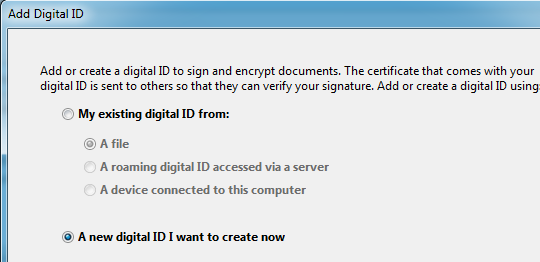 Add Digital ID
Add or create a digital ID to sign and encrypt documents. The certificate that comes with your
digital ID is sent to others so that they can verify your signature. Add or create a digital ID using:
My existing digital ID from:
A file
A roaming digital ID accessed via a server
A device connected to this computer
A new digital ID I want to create now